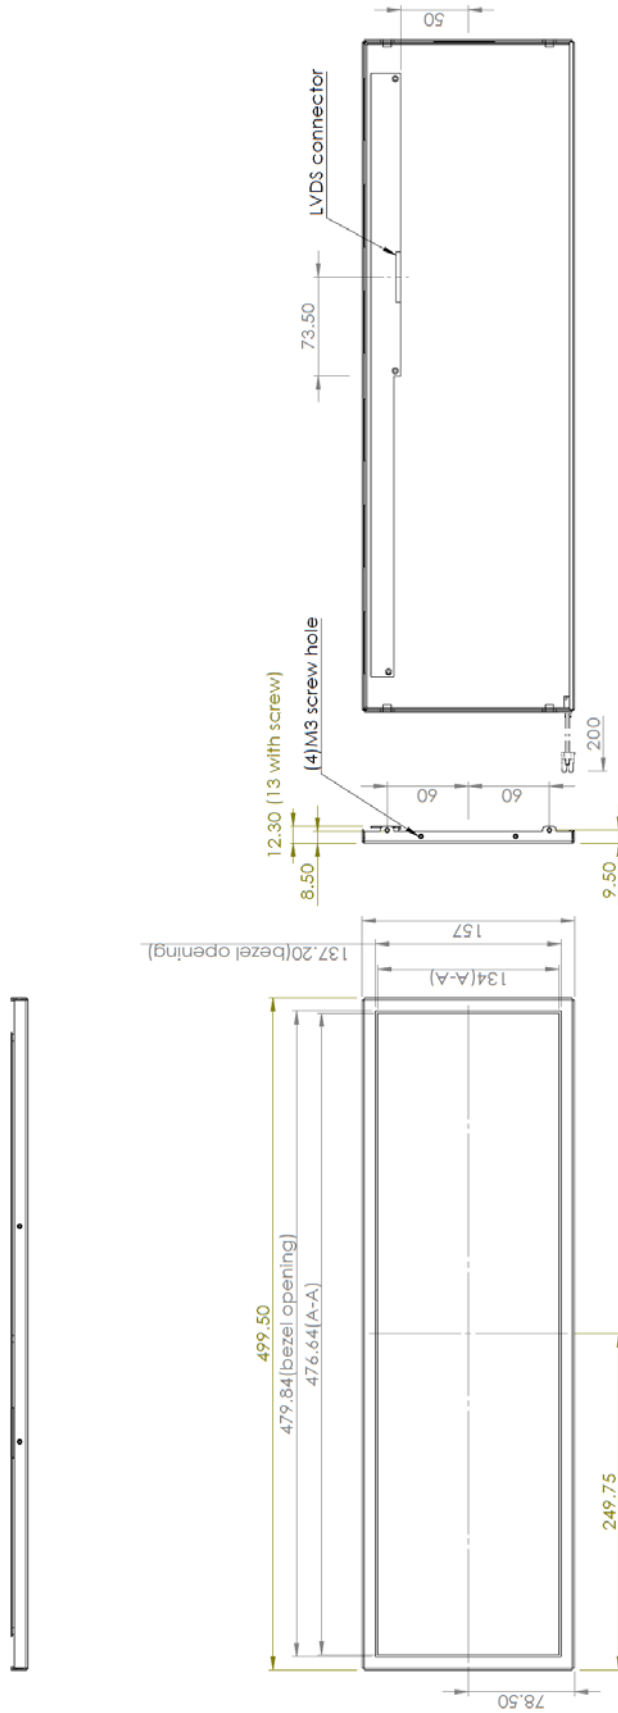 50
LVDS connector
73.50
(4)M3 screw hole
12.30 (13 with screw)
8.50
60
60
200
9.50
157
137.20(bezel opening)
134(A-A)
499.50
479.84(bezel opening)
476.64(A-A)
249.75
78.50